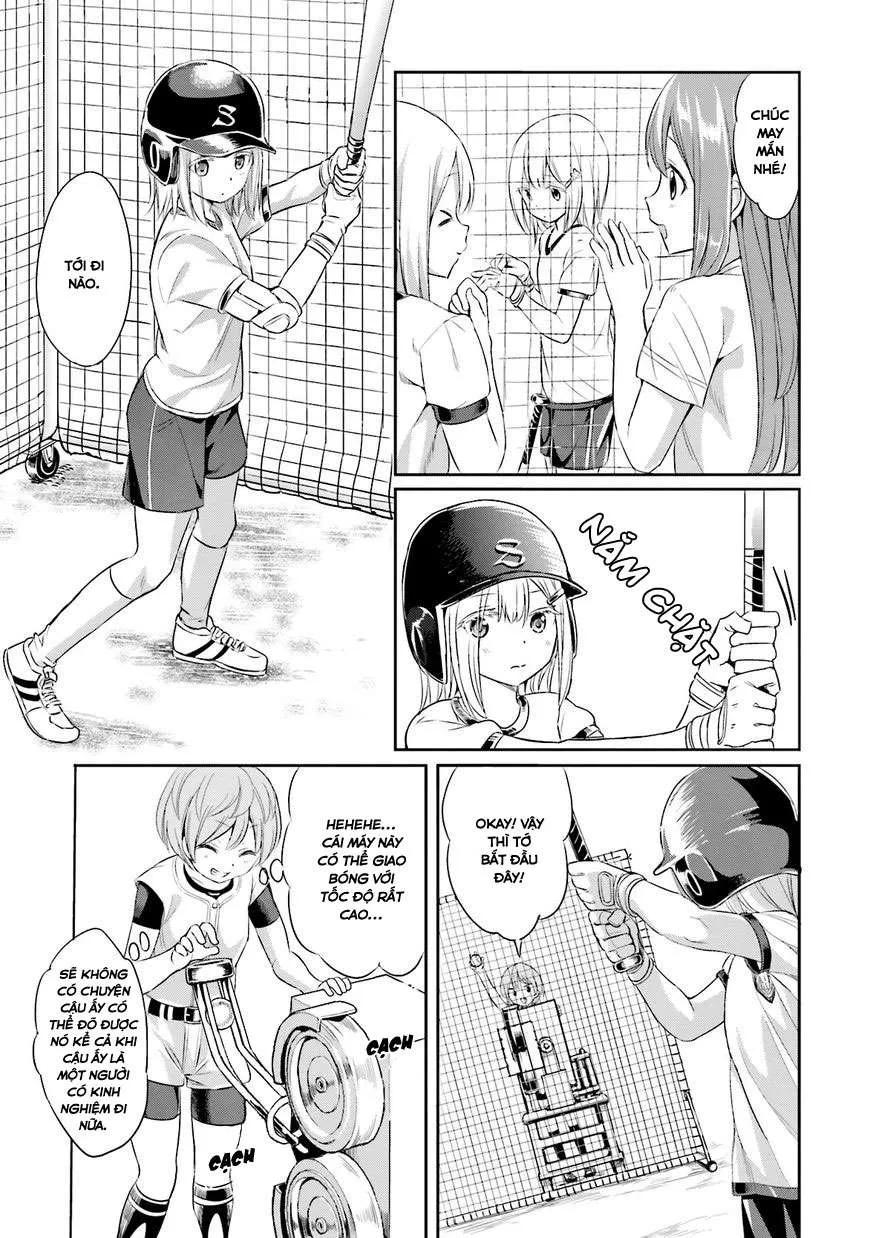 CHÚC
MAY
MẮN
NHÉ!
S
NẮM CHẶT
S
0
TỚI ĐI
NÀO.
OKAY! VẬY
THÌ TỚ
BẮT ĐẦU
ĐÂY!
HEHEHE...
CÁI MÁY NÀY
CÓ THỂ GIAO
BÓNG VỚI
TỐC ĐỘ RẤT
CAO...
CẠCH
SẼ KHÔNG
CÓ CHUYỆN
CẬU ẤY CÓ
THỂ ĐỠ ĐƯỢC
NÓ KỂ CẢ KHI
CẬU ẤY LÀ
MỘT NGƯỜI
CÓ KINH
NGHIỆM ĐI
NỮA.
CẠCH